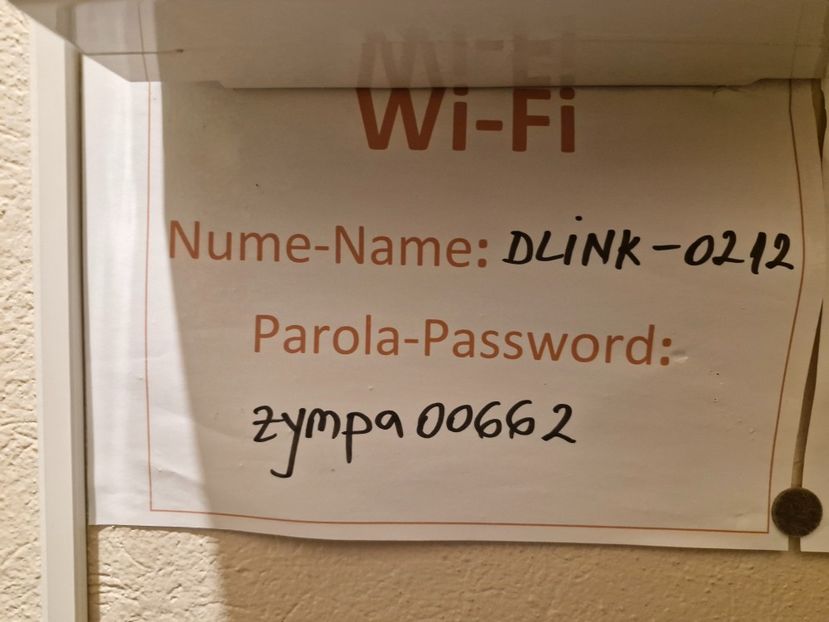 Wi-Fi
Nume-Name: DLiNK-0212
Parola-Password:
zympa00662